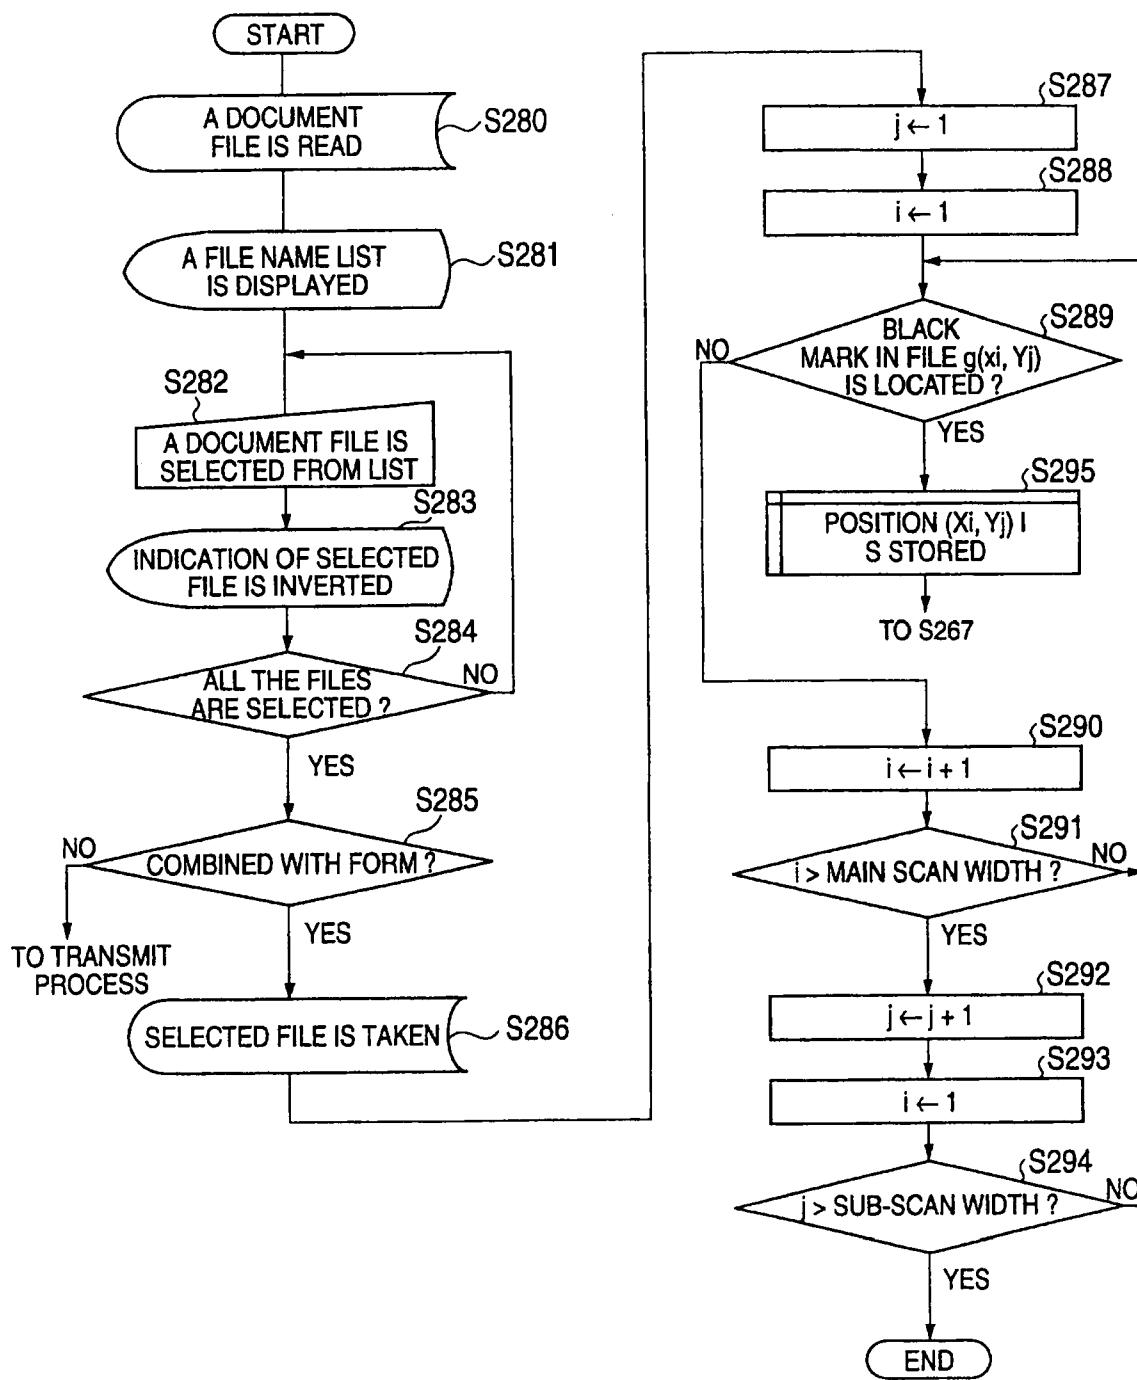 START
A DOCUMENT
FILE IS READ
S280
A FILE NAME LIST
IS DISPLAYED
S281
S282
A DOCUMENT FILE IS
SELECTED FROM LIST
S283
INDICATION OF SELECTED
FILE IS INVERTED
S284
ALL THE FILES
ARE SELECTED ?
NO
YES
S285
COMBINED WITH FORM ?
NO
TO TRANSMIT
PROCESS
YES
SELECTED FILE IS TAKEN
S286
S287
j ← 1
S288
i ← 1
S289
BLACK
MARK IN FILE g(xi, Yj)
IS LOCATED ?
NO
YES
S295
POSITION (Xi, Yj) I
S STORED
TO S267
S290
i ← i + 1
S291
i > MAIN SCAN WIDTH ?
NO
YES
S292
j ← j + 1
S293
i ← 1
S294
j > SUB-SCAN WIDTH ?
NO
YES
END